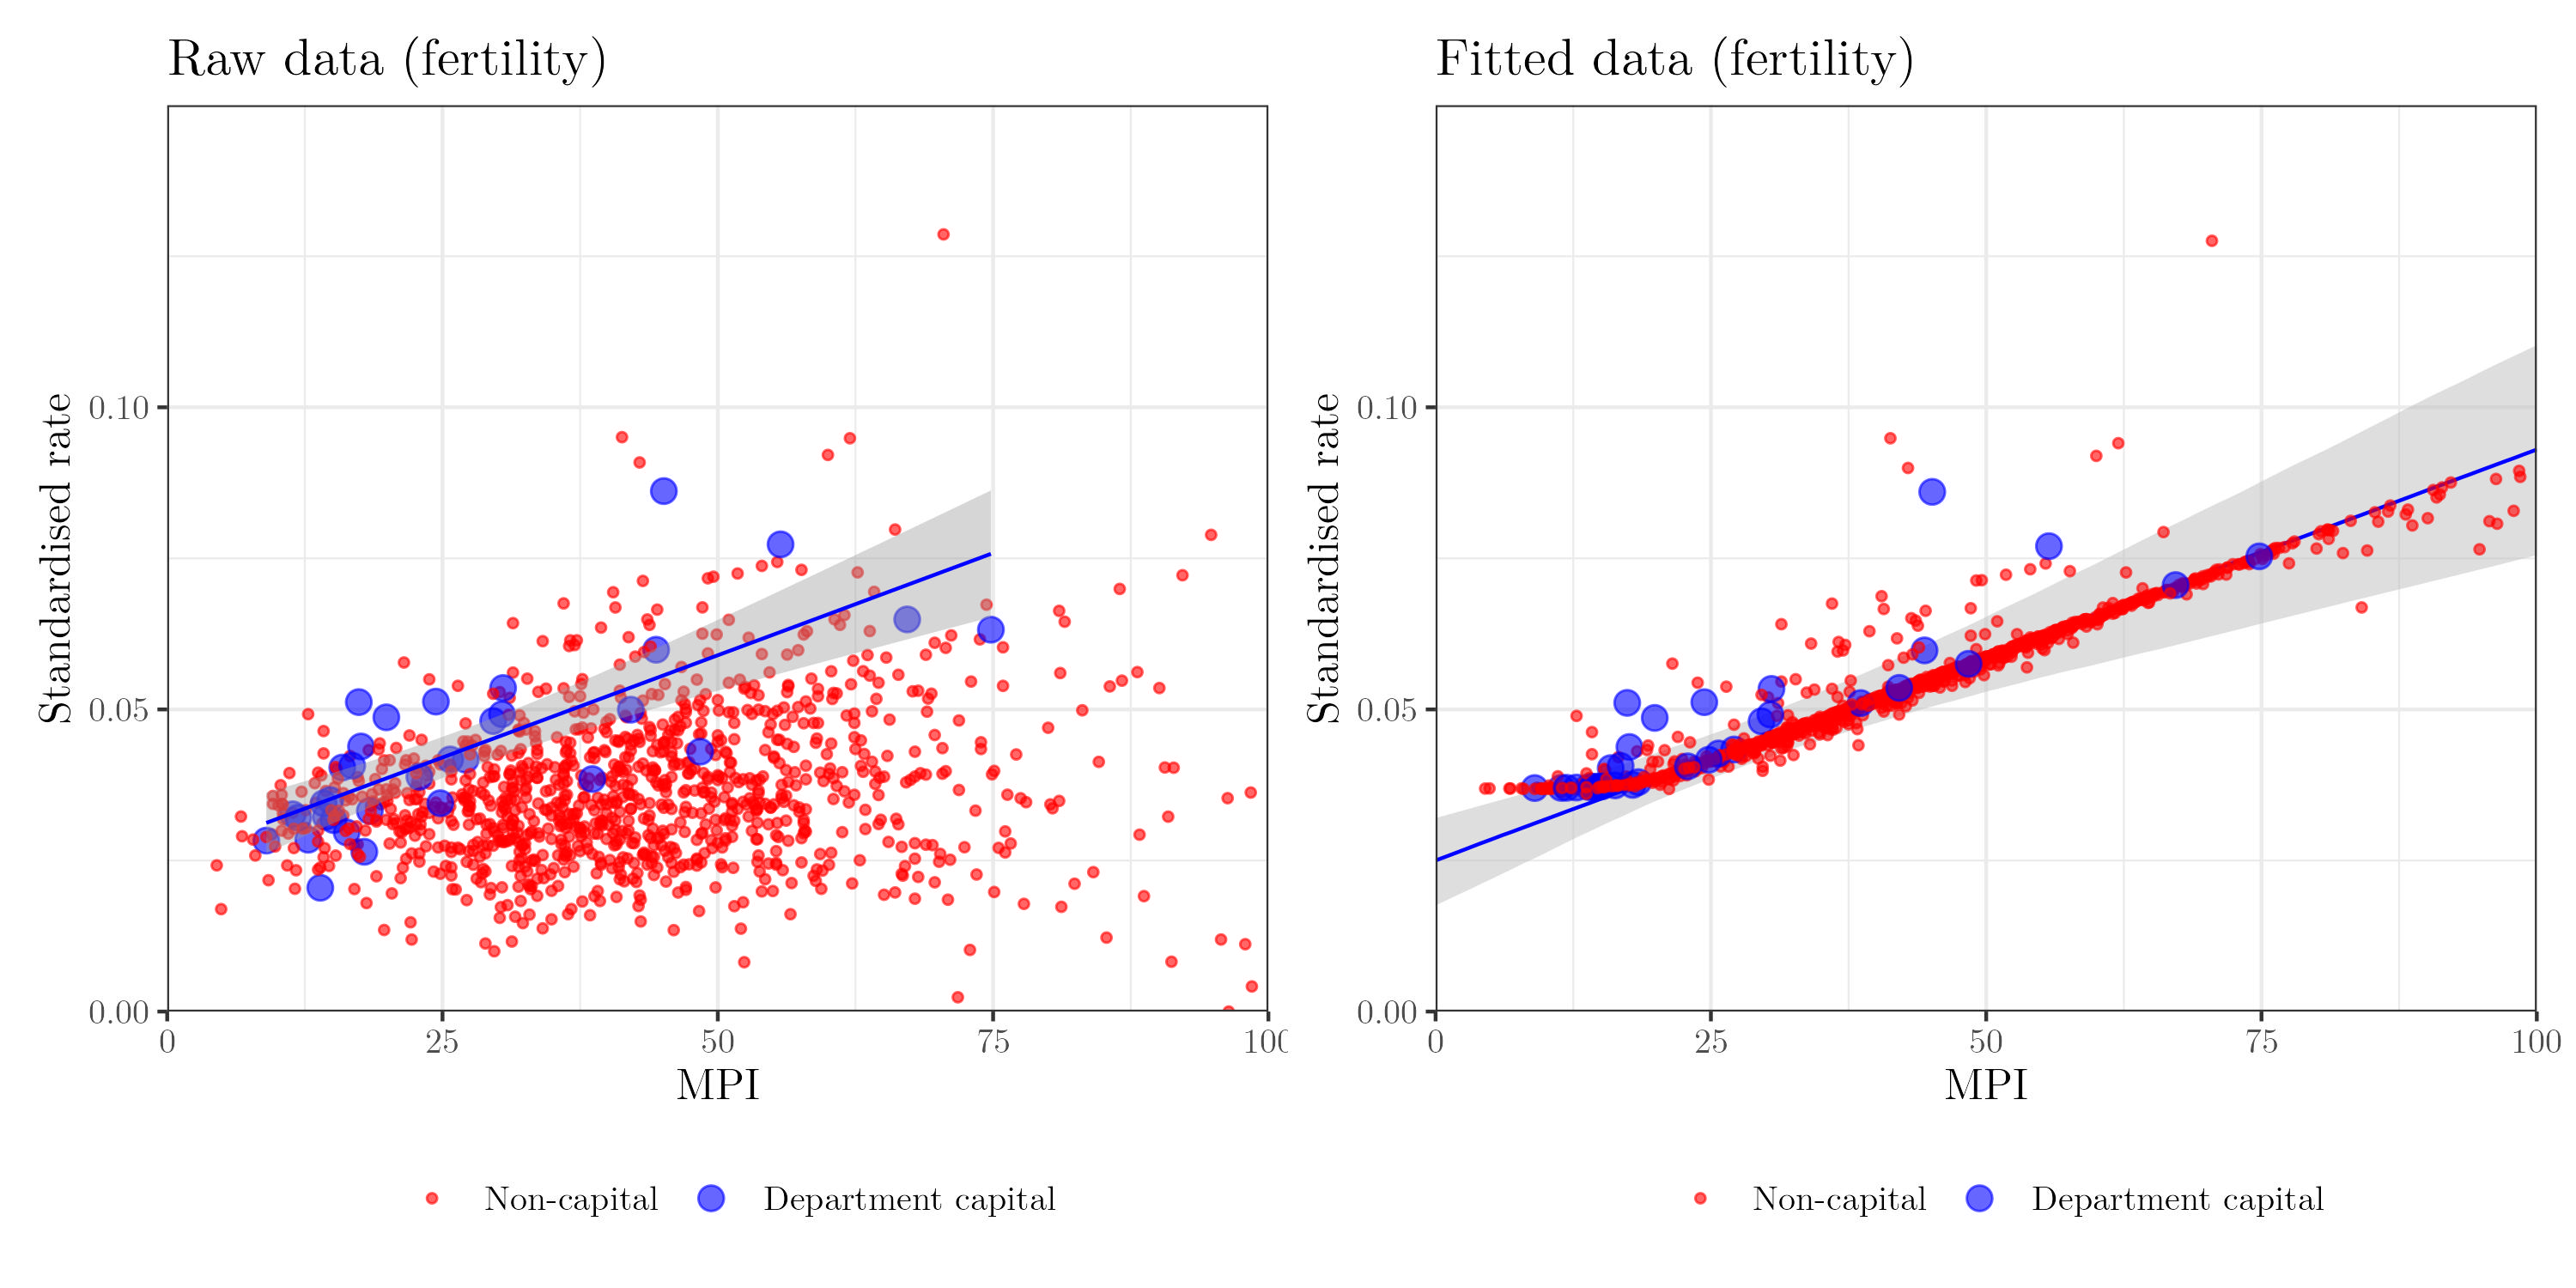 Raw data (fertility)
Standardised rate
0.10
0.05
0.00
0
25
50
75
100
MPI
Non-capital
Department capital
Fitted data (fertility)
Standardised rate
0.10
0.05
0.00
0
25
50
75
100
MPI
Non-capital
Department capital